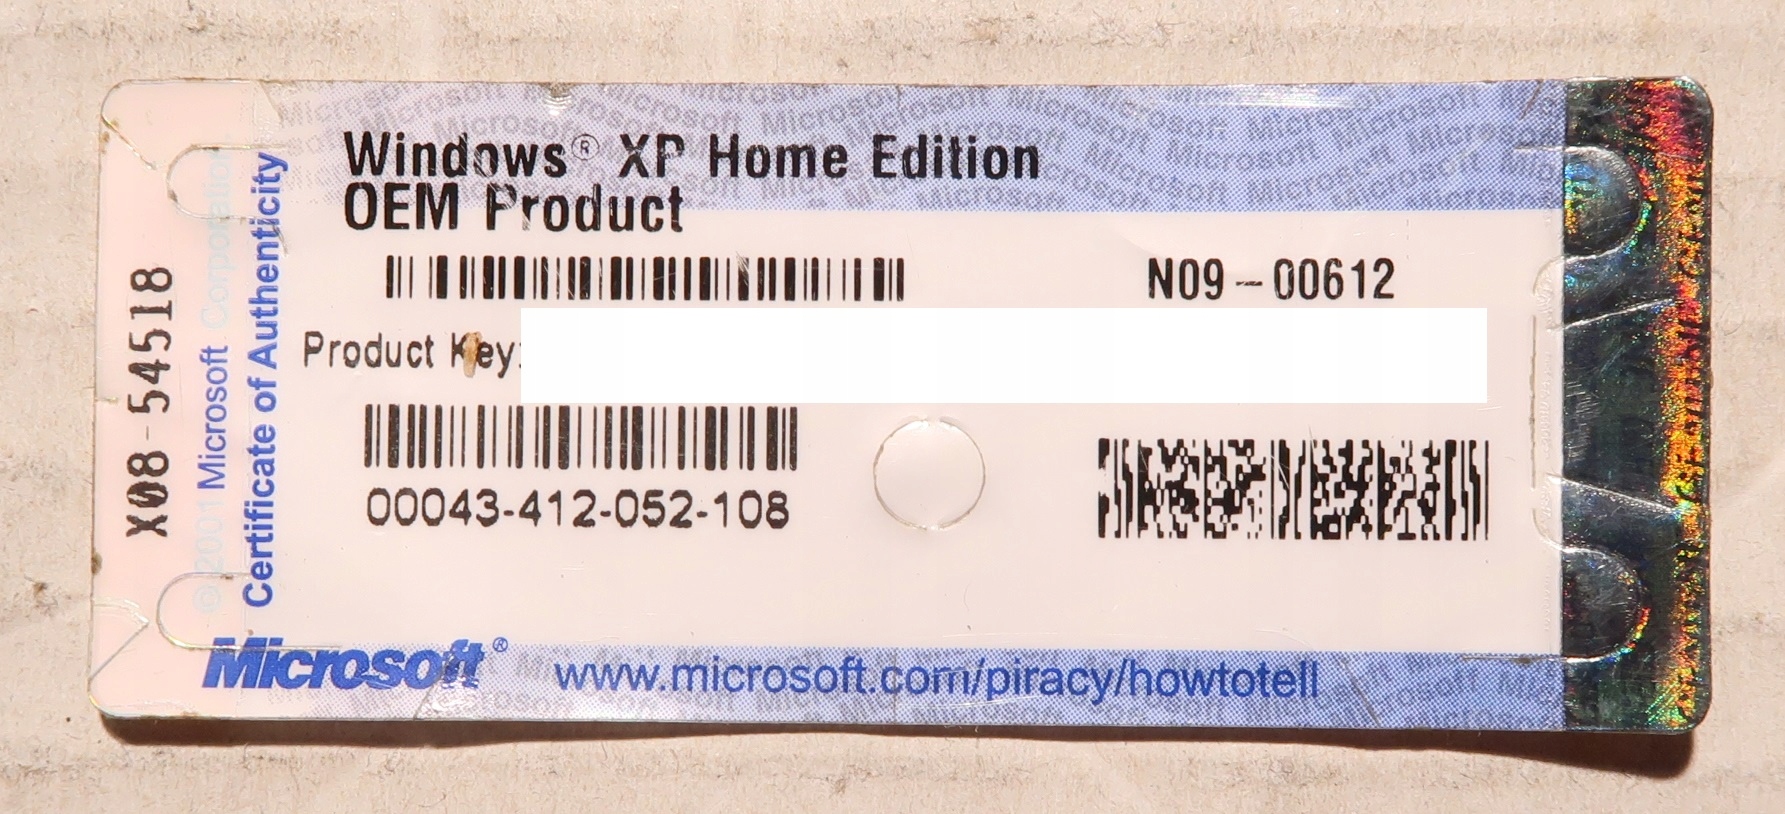 Windows® XP Home Edition
OEM Product
N09-00612
Product Key:
00043-412-052-108
X08-54518
© 2001 Microsoft Corporation.
Certificate of Authenticity
Microsoft®
www.microsoft.com/piracy/howtotell